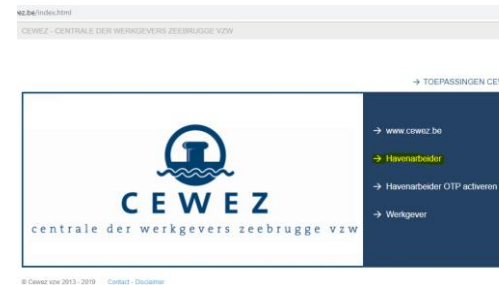 ez.be/index.html
CEWEZ - CENTRALE DER WERKGEVERS ZEEBRUGGE VZW
→ TOEPASSINGEN CE
→ www.cewez.be
→ Havenarbeider
→ Havenarbeider OTP activeren
→ Werkgever
CEWEZ
centrale der werkgevers zeebrugge vzw
© Cewez vzw 2013 - 2019 Contact - Disclaimer